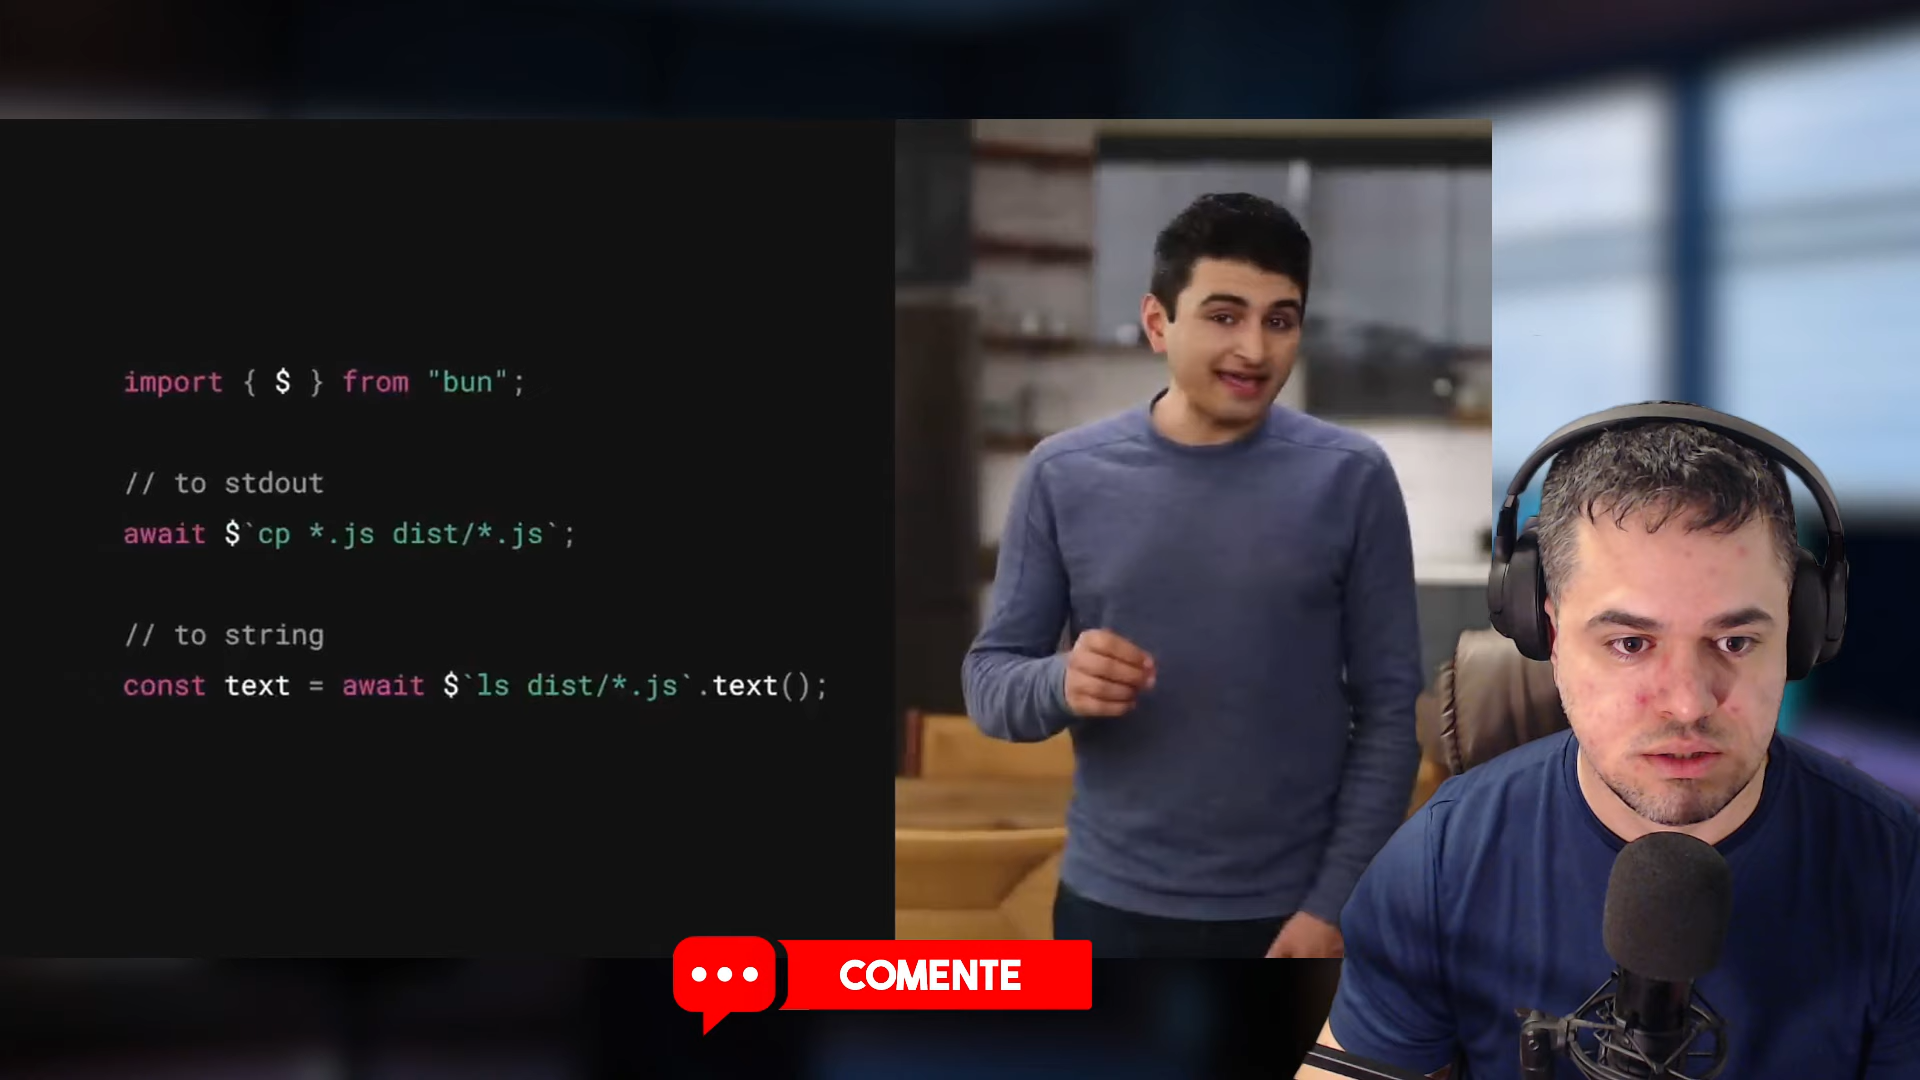 import { $ } from "bun";
// to stdout
await $`cp *.js dist/*.js`;
// to string
const text = await $`ls dist/*.js`.text();
COMENTE